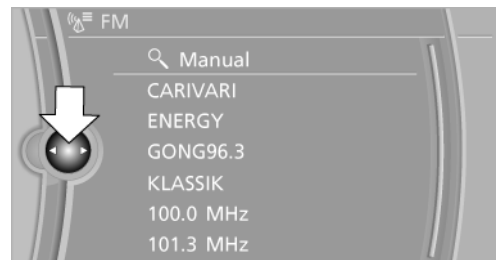 FM
Manual
CARIVARI
ENERGY
GONG96.3
KLASSIK
100.0 MHz
101.3 MHz